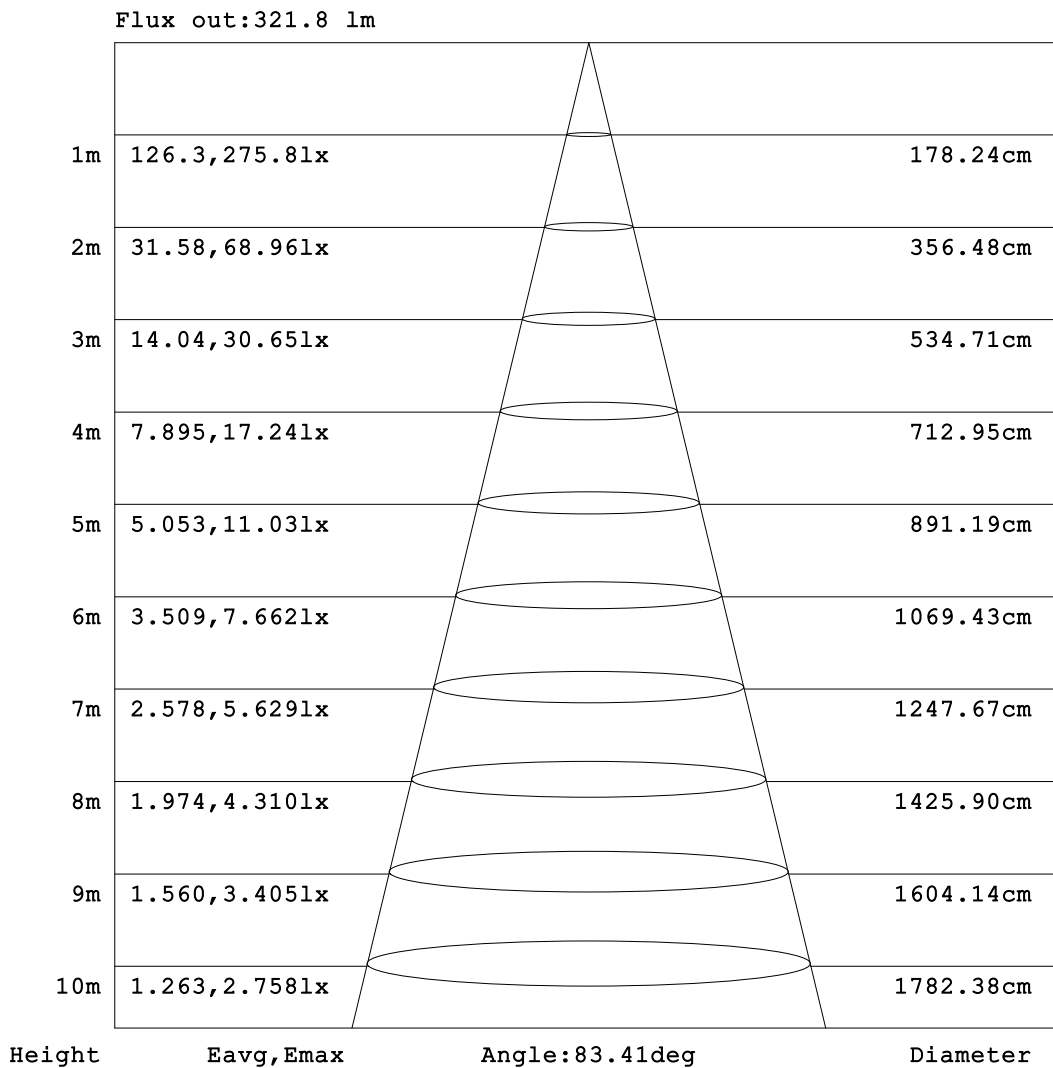 Flux out:321.8 lm
1m 126.3,275.8lx 178.24cm
2m 31.58,68.96lx 356.48cm
3m 14.04,30.65lx 534.71cm
4m 7.895,17.24lx 712.95cm
5m 5.053,11.03lx 891.19cm
6m 3.509,7.662lx 1069.43cm
7m 2.578,5.629lx 1247.67cm
8m 1.974,4.310lx 1425.90cm
9m 1.560,3.405lx 1604.14cm
10m 1.263,2.758lx 1782.38cm
Height Eavg,Emax Angle:83.41deg Diameter